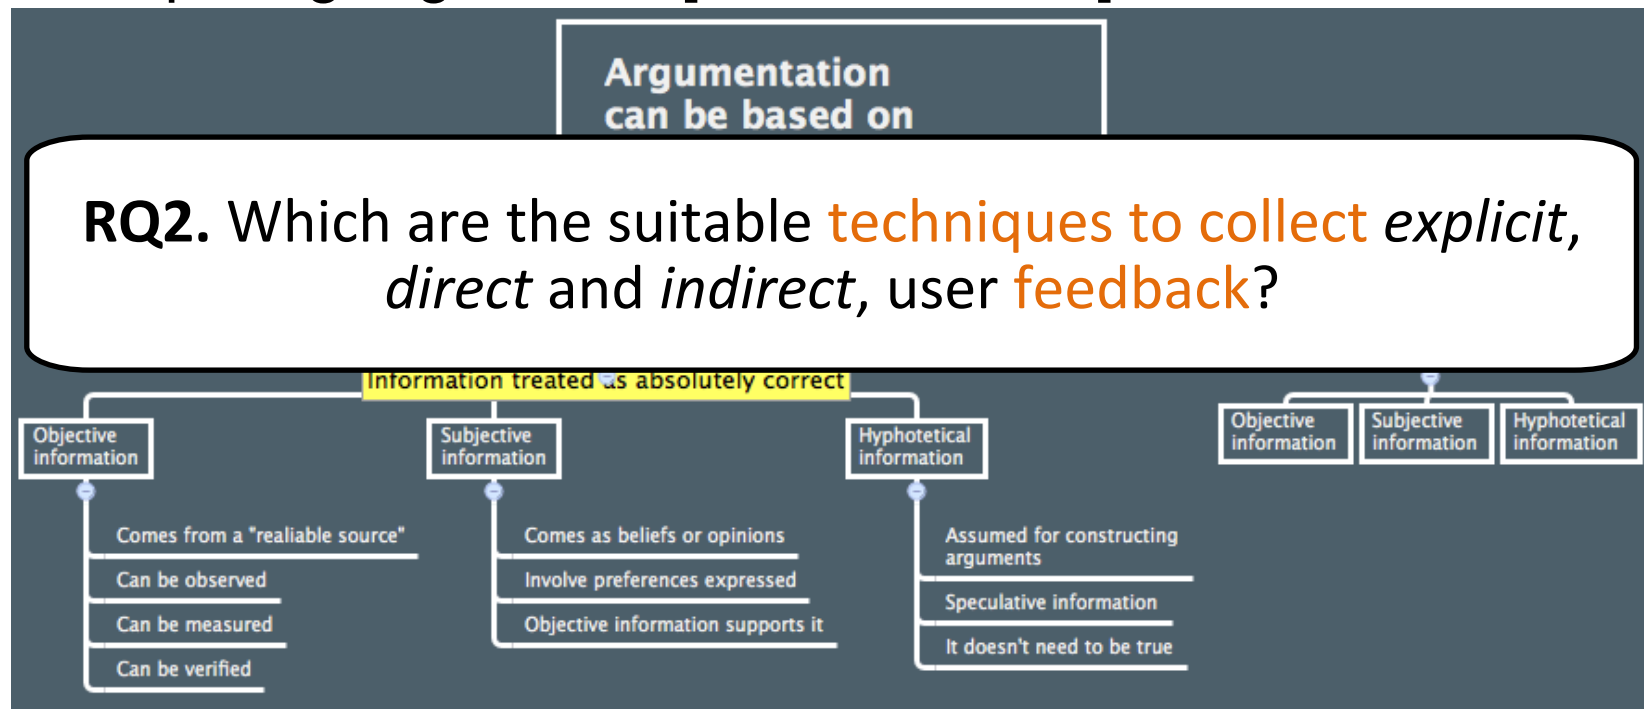 Argumentation
can be based on
RQ2. Which are the suitable techniques to collect explicit,
direct and indirect, user feedback?
Information treated as absolutely correct
Objective
information
Subjective
information
Hyphotetical
information
Objective
information
Subjective
information
Hyphotetical
information
Comes from a "realiable source"
Can be observed
Can be measured
Can be verified
Comes as beliefs or opinions
Involve preferences expressed
Objective information supports it
Assumed for constructing
arguments
Speculative information
It doesn't need to be true